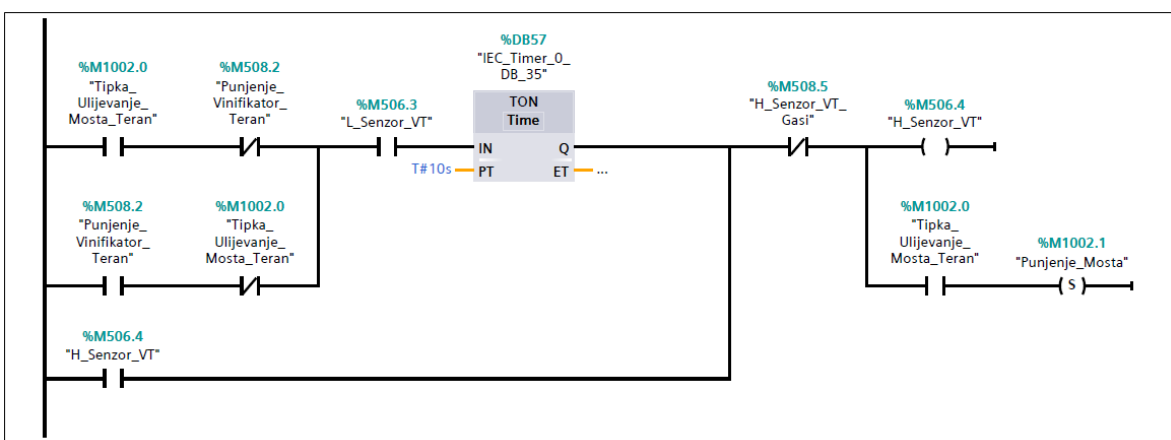 %DB57
"IEC_Timer_0_
DB_35"
TON
Time
IN
Q
T#10s
PT
ET
...
%M1002.0
"Tipka_
Ulijevanje_
Mosta_Teran"
%M508.2
"Punjenje_
Vinifikator_
Teran"
%M506.3
"L_Senzor_VT"
%M508.5
"H_Senzor_VT_
Gasi"
%M506.4
"H_Senzor_VT"
%M508.2
"Punjenje_
Vinifikator_
Teran"
%M1002.0
"Tipka_
Ulijevanje_
Mosta_Teran"
%M1002.0
"Tipka_
Ulijevanje_
Mosta_Teran"
%M1002.1
"Punjenje_Mosta"
S
%M506.4
"H_Senzor_VT"